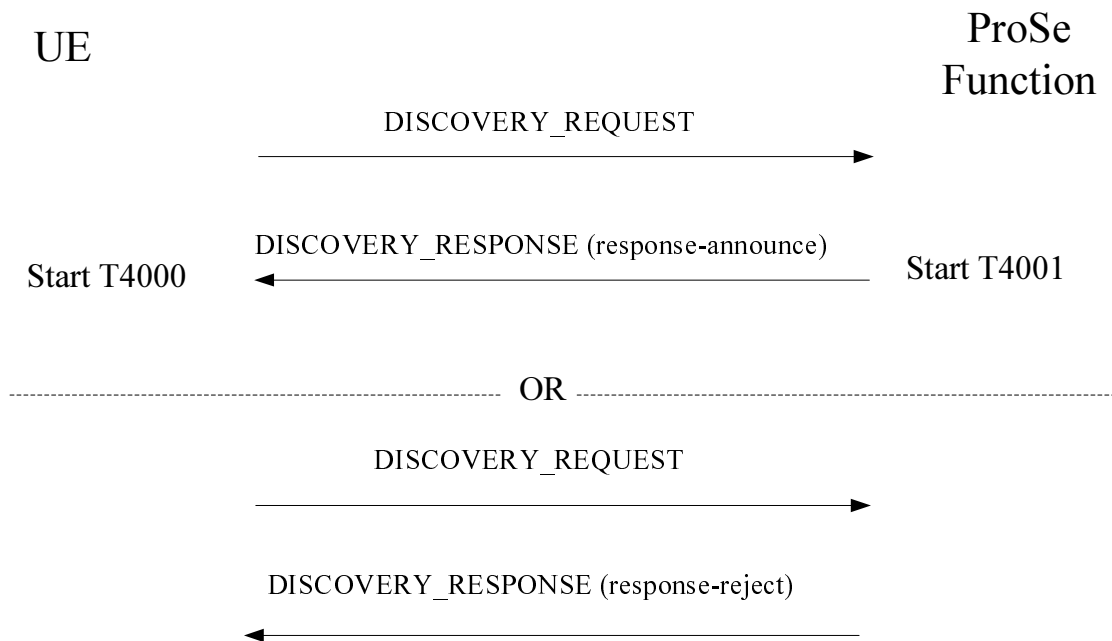 UE
ProSe
Function
DISCOVERY_REQUEST
DISCOVERY_RESPONSE (response-announce)
Start T4000
Start T4001
OR
DISCOVERY_REQUEST
DISCOVERY_RESPONSE (response-reject)